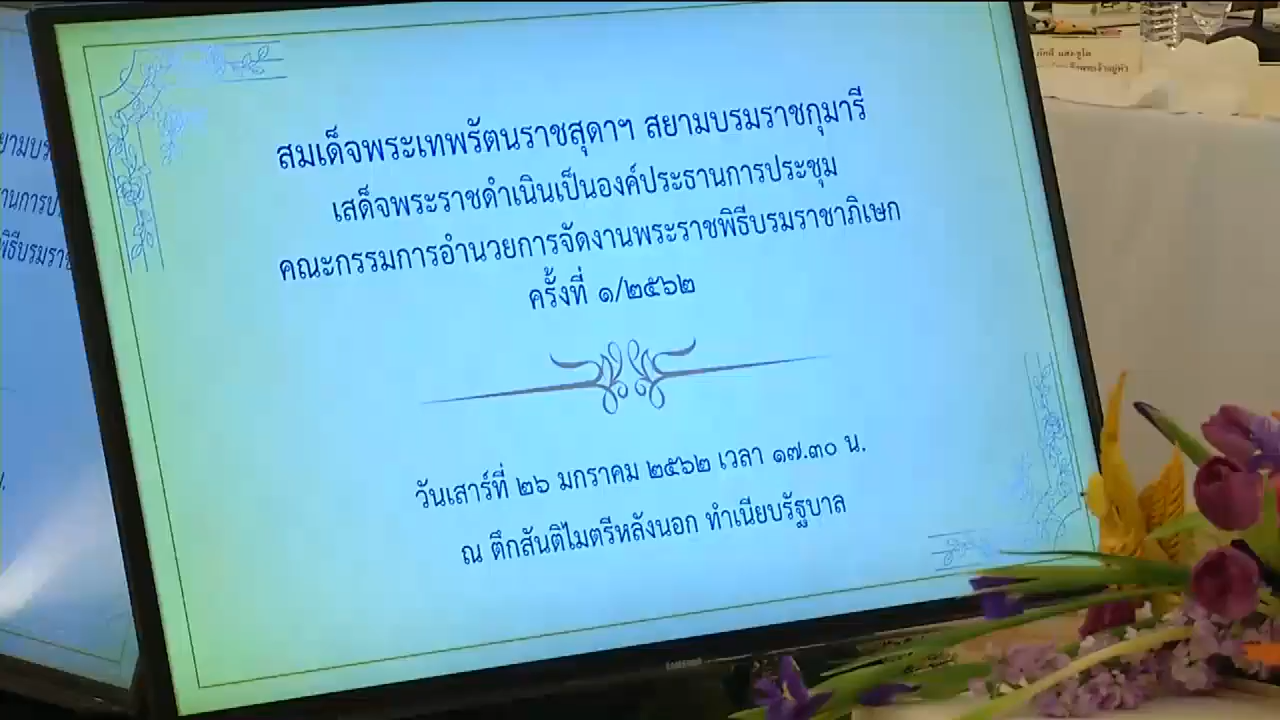 สมเด็จพระเทพรัตนราชสุดาฯ สยามบรมราชกุมารี
เสด็จพระราชดำเนินเป็นองค์ประธานการประชุม
คณะกรรมการอำนวยการจัดงานพระราชพิธีบรมราชาภิเษก
ครั้งที่ ๑/๒๕๖๒
วันเสาร์ที่ ๒๖ มกราคม ๒๕๖๒ เวลา ๑๗.๓๐ น.
ณ ตึกสันติไมตรีหลังนอก ทำเนียบรัฐบาล
SAMSUNG